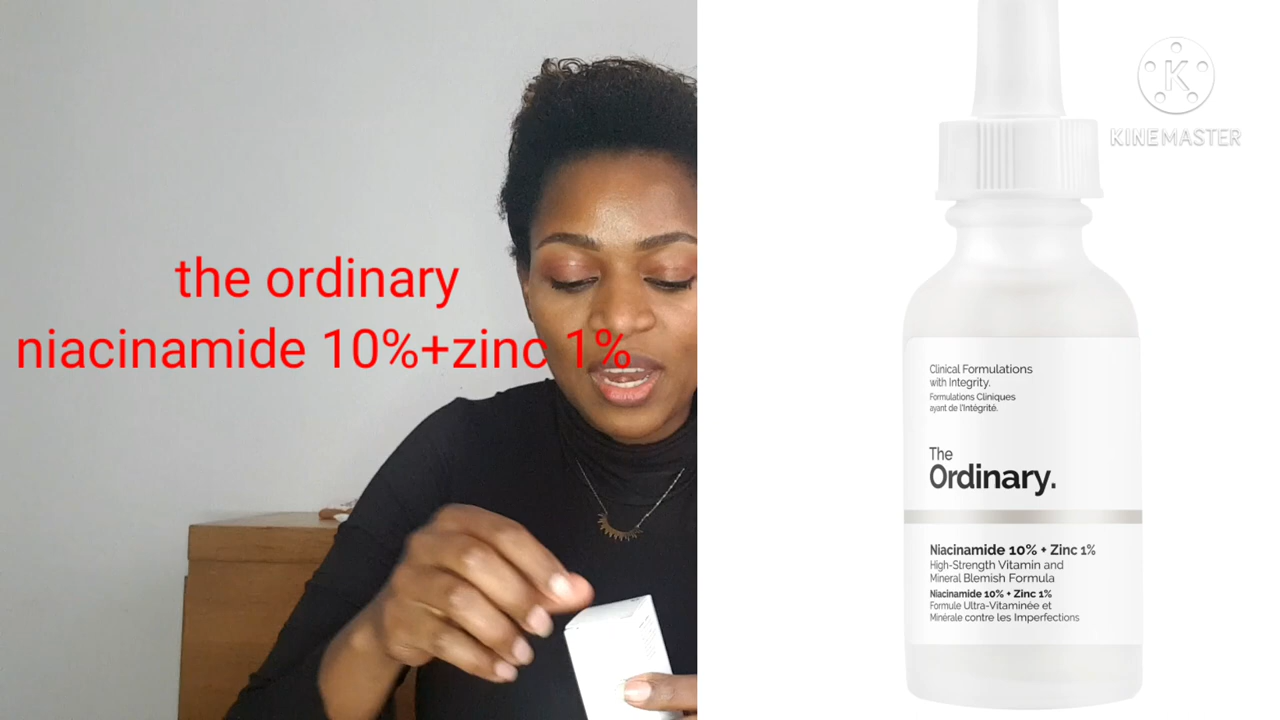 the ordinary
niacinamide 10%+zinc 1%
K
KINEMASTER
Clinical Formulations
with Integrity.
Formulations Cliniques
ayant de l'Intégrité.
The
Ordinary.
Niacinamide 10% + Zinc 1%
High-Strength Vitamin and
Mineral Blemish Formula
Niacinamide 10% + Zinc 1%
Formule Ultra-Vitaminée et
Minérale contre les Imperfections